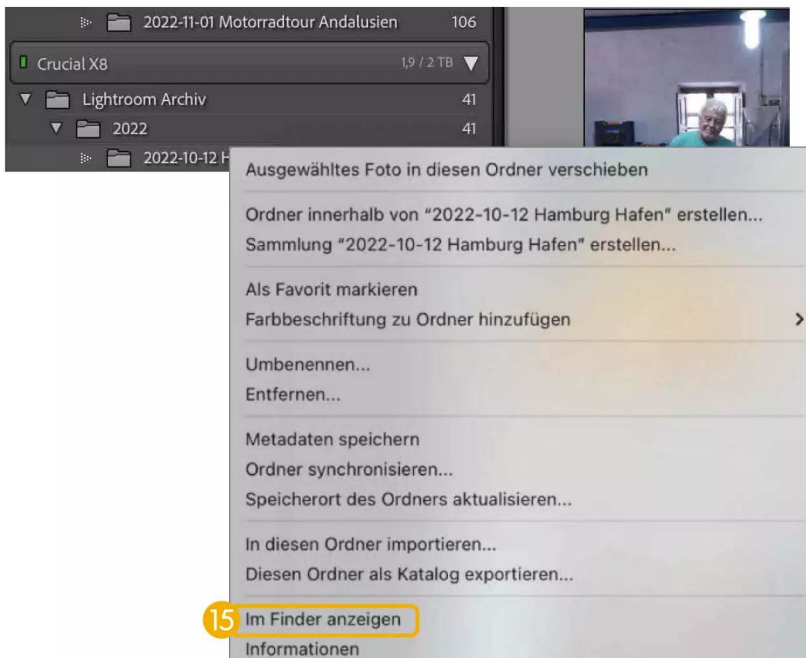 2022-11-01 Motorradtour Andalusien 106
Crucial X8 1,9 / 2 TB
Lightroom Archiv 41
2022 41
2022-10-12 H
Ausgewähltes Foto in diesen Ordner verschieben
Ordner innerhalb von “2022-10-12 Hamburg Hafen” erstellen...
Sammlung “2022-10-12 Hamburg Hafen” erstellen...
Als Favorit markieren
Farbbeschriftung zu Ordner hinzufügen
Umbenennen...
Entfernen...
Metadaten speichern
Ordner synchronisieren...
Speicherort des Ordners aktualisieren...
In diesen Ordner importieren...
Diesen Ordner als Katalog exportieren...
15 Im Finder anzeigen
Informationen